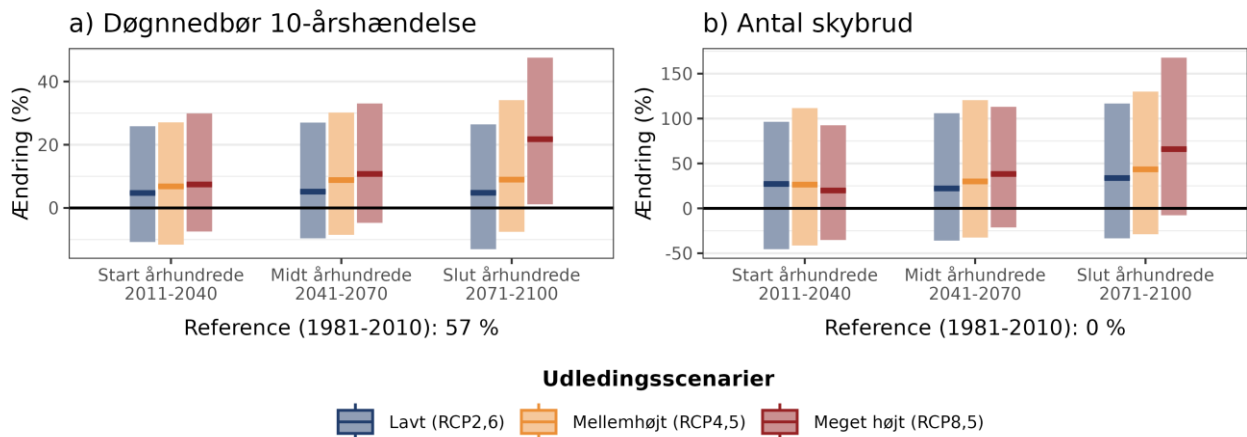 a) Døgnnedbør 10-årshændelse
Ændring (%)
40
20
0
Start århundrede
2011-2040
Midt århundrede
2041-2070
Slut århundrede
2071-2100
Reference (1981-2010): 57 %
b) Antal skybrud
Ændring (%)
150
100
50
0
-50
Start århundrede
2011-2040
Midt århundrede
2041-2070
Slut århundrede
2071-2100
Reference (1981-2010): 0 %
Udledingsscenarier
Lavt (RCP2,6)
Mellemhøjt (RCP4,5)
Meget højt (RCP8,5)